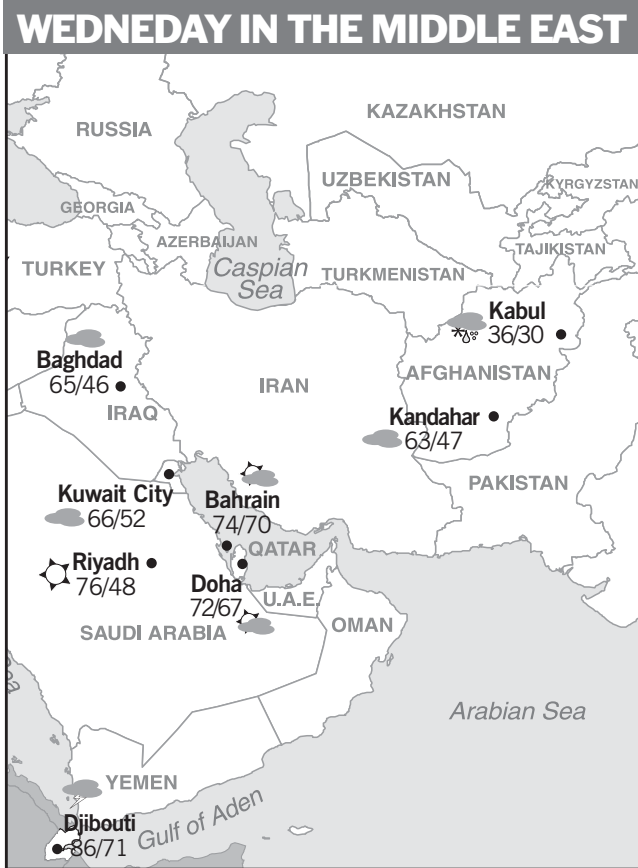 WEDNEDAY IN THE MIDDLE EAST
KAZAKHSTAN
RUSSIA
UZBEKISTAN
KYRGYZSTAN
GEORGIA
AZERBAIJAN
TAJIKISTAN
TURKEY
Caspian
Sea
TURKMENISTAN
Kabul
36/30
Baghdad
65/46
IRAQ
IRAN
AFGHANISTAN
Kandahar
63/47
PAKISTAN
Kuwait City
66/52
Bahrain
74/70
QATAR
Riyadh
76/48
Doha
72/67
U.A.E.
SAUDI ARABIA
OMAN
Arabian Sea
YEMEN
Gulf of Aden
Djibouti
86/71